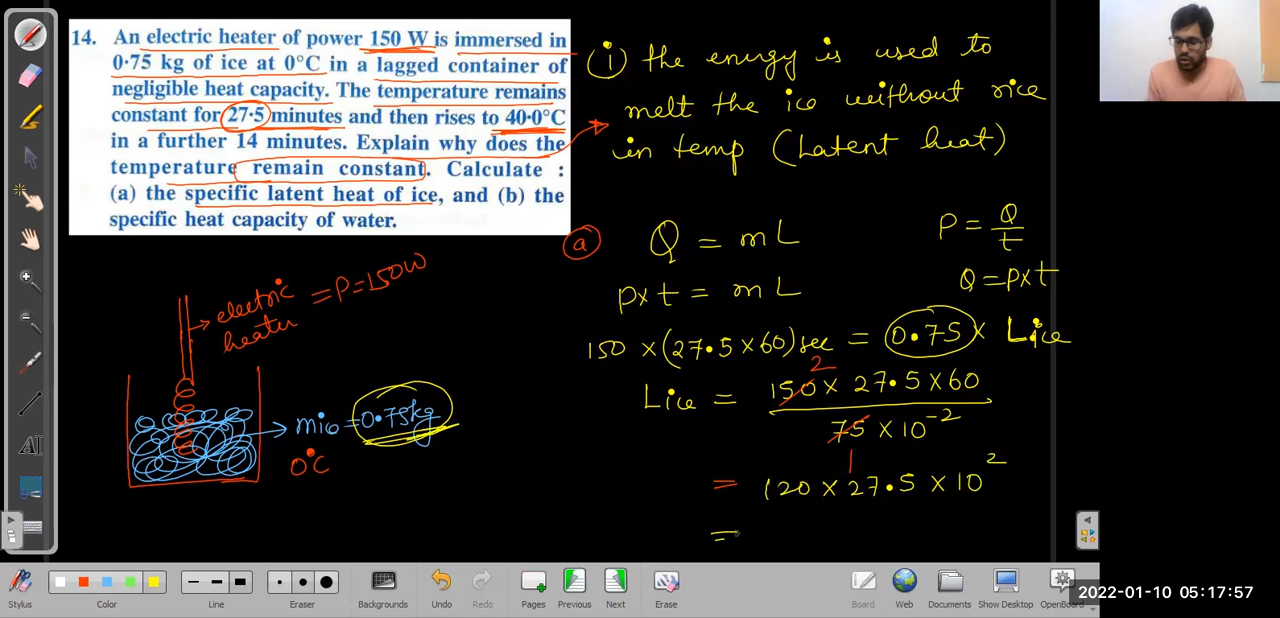 14. An electric heater of power 150 W is immersed in
0·75 kg of ice at 0°C in a lagged container of
negligible heat capacity. The temperature remains
constant for 27·5 minutes and then rises to 40·0°C
in a further 14 minutes. Explain why does the
temperature remain constant. Calculate :
(a) the specific latent heat of ice, and (b) the
specific heat capacity of water.
(i) the energy is used to
melt the ice without rice
in temp (Latent heat)
(a) Q = mL
P = Q/t
P×t = mL
Q = P×t
150 × (27.5 × 60) sec = 0.75 × Lice
Lice = 150 × 27.5 × 60 / 75 × 10⁻²
2
1
= 120 × 27.5 × 10²
=
electric heater = P = 150W
0.75kg
0°C
AI
Stylus
Color
Line
Eraser
Backgrounds
Undo
Redo
Pages
Previous
Next
Erase
Board
Web
Documents
Show Desktop
OpenBoard
2022-01-10 05:17:57